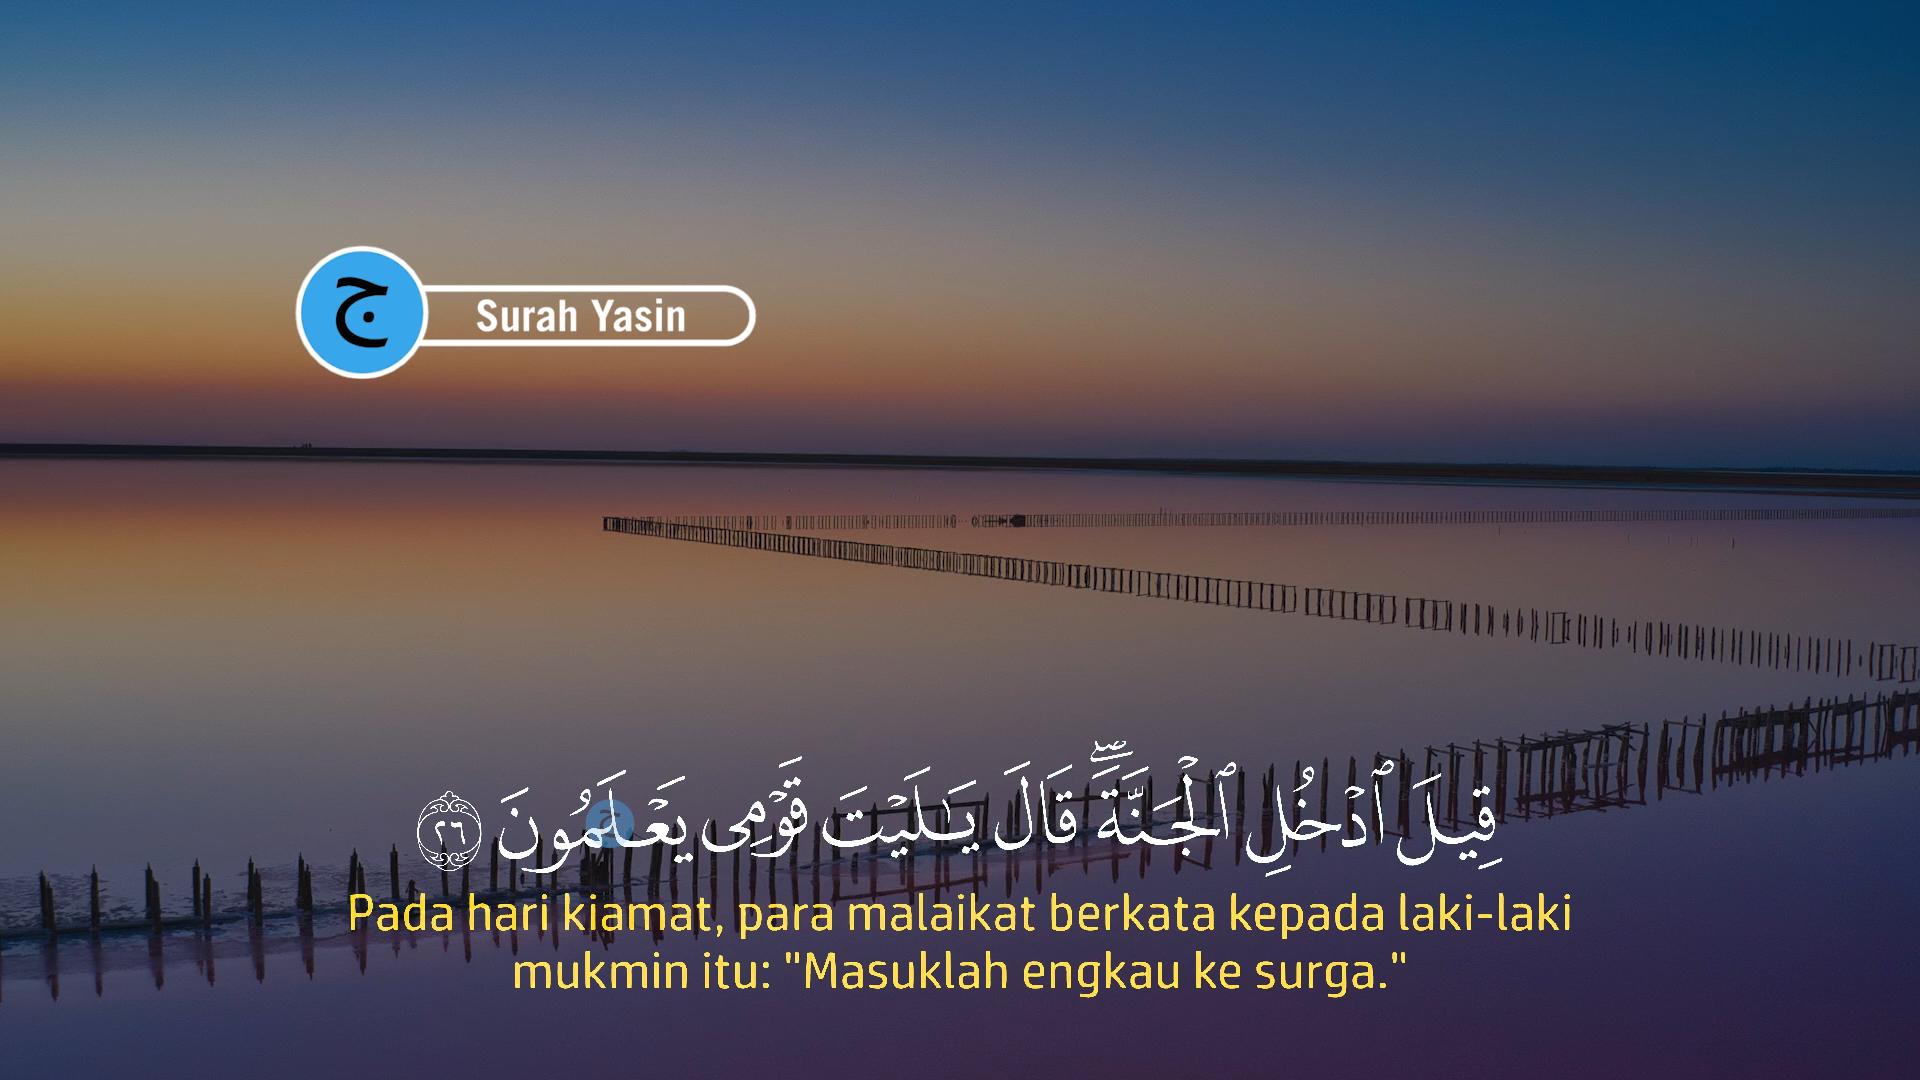 ج
Surah Yasin
قِيلَ ٱدْخُلِ ٱلْجَنَّةَ ۖ قَالَ يَـٰلَيْتَ قَوْمِى يَعْلَمُونَ ٢٦
Pada hari kiamat, para malaikat berkata kepada laki-laki
mukmin itu: "Masuklah engkau ke surga."